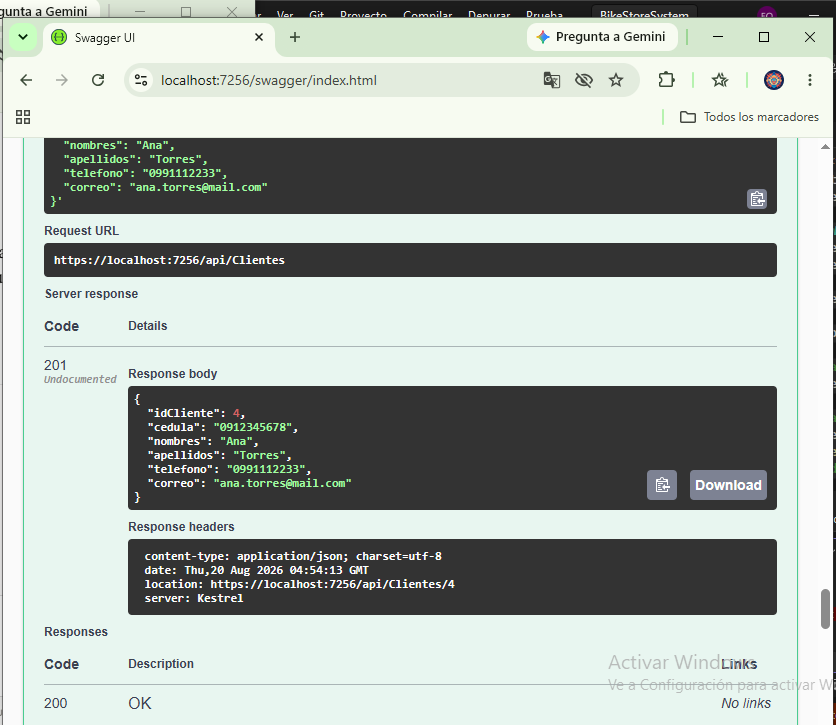 gunta a Gemini
Ver Git Proyecto Compilar Depurar Prueba BikeStoreSystem
Swagger UI
Pregunta a Gemini
localhost:7256/swagger/index.html
Todos los marcadores
"nombres": "Ana",
"apellidos": "Torres",
"telefono": "0991112233",
"correo": "ana.torres@mail.com"
}'
Request URL
https://localhost:7256/api/Clientes
Server response
Code Details
201
Undocumented
Response body
{
"idCliente": 4,
"cedula": "0912345678",
"nombres": "Ana",
"apellidos": "Torres",
"telefono": "0991112233",
"correo": "ana.torres@mail.com"
}
Download
Response headers
content-type: application/json; charset=utf-8
date: Thu,20 Aug 2026 04:54:13 GMT
location: https://localhost:7256/api/Clientes/4
server: Kestrel
Responses
Code Description Links
Activar Windows
Ve a Configuración para activar Wi
200 OK No links